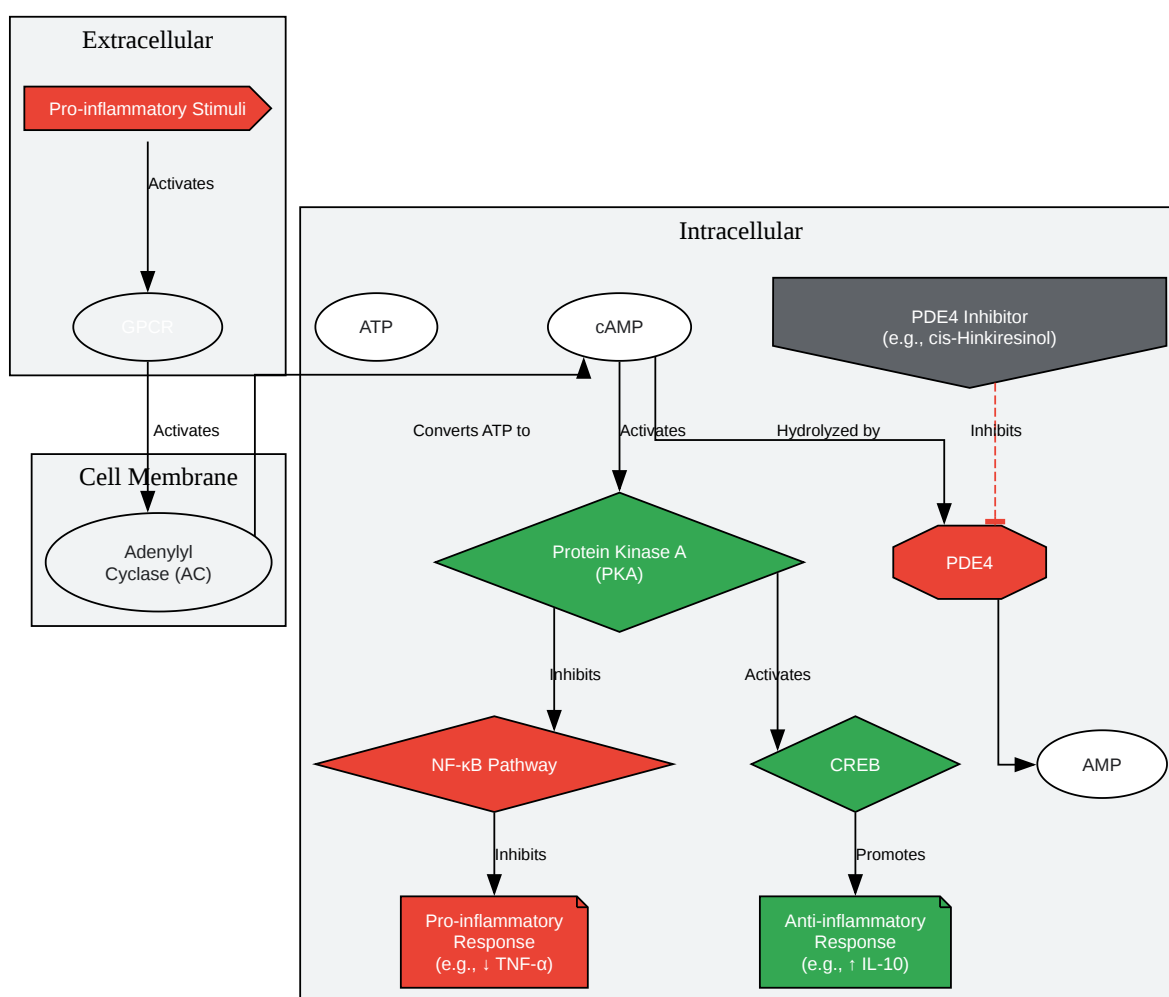 Extracellular
Pro-inflammatory Stimuli
Activates
Intracellular
GPCR
ATP
cAMP
PDE4 Inhibitor
(e.g., cis-Hinkiresinol)
Activates
Converts ATP to
Activates
Hydrolyzed by
Inhibits
Cell Membrane
Adenylyl
Cyclase (AC)
Protein Kinase A
(PKA)
PDE4
Inhibits
Activates
NF-κB Pathway
CREB
AMP
Inhibits
Promotes
Pro-inflammatory
Response
(e.g., ↓ TNF-α)
Anti-inflammatory
Response
(e.g., ↑ IL-10)